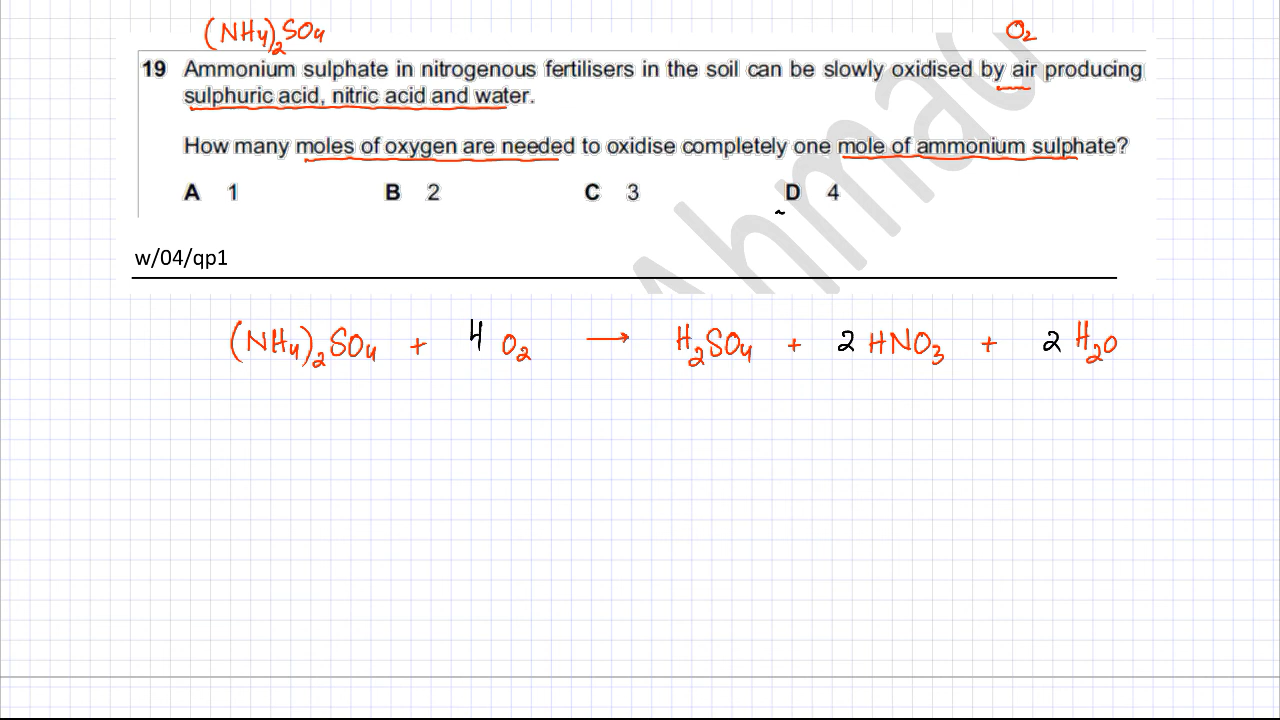 (NH4)2SO4 O2
19 Ammonium sulphate in nitrogenous fertilisers in the soil can be slowly oxidised by air producing
sulphuric acid, nitric acid and water.
How many moles of oxygen are needed to oxidise completely one mole of ammonium sulphate?
A 1 B 2 C 3 D 4
w/04/qp1
(NH4)2SO4 + 4 O2 → H2SO4 + 2 HNO3 + 2 H2O